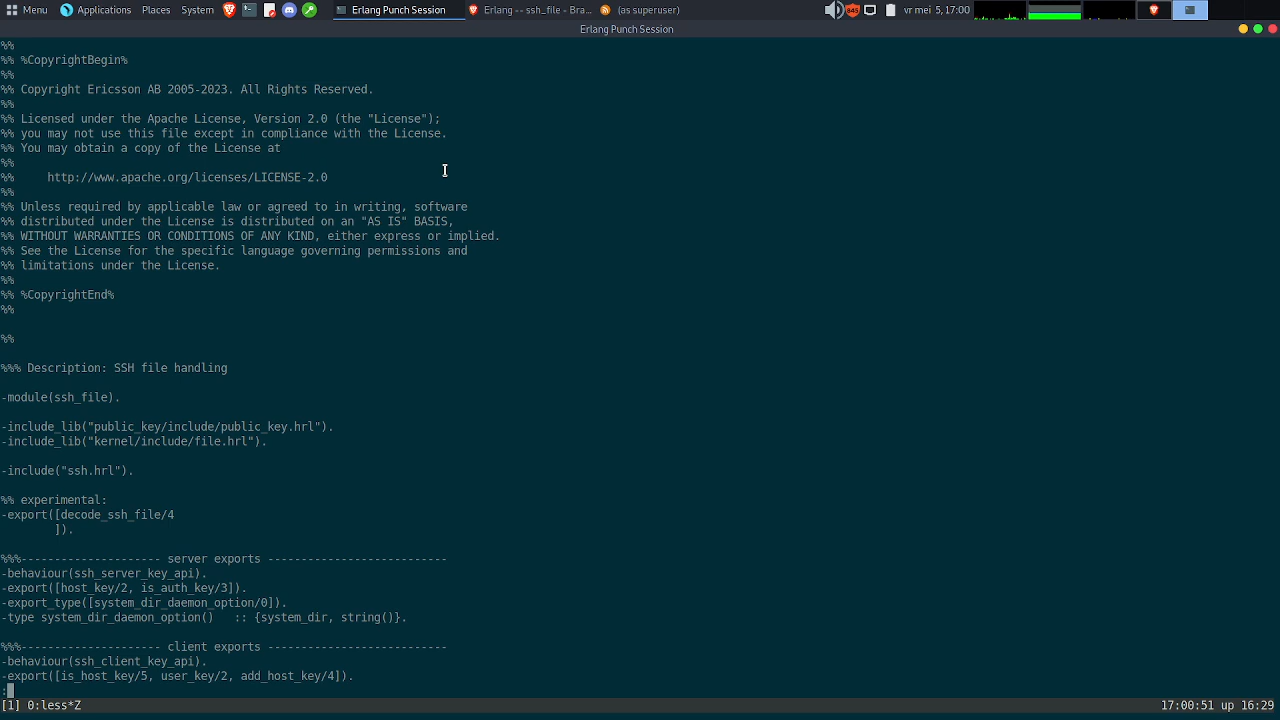 Menu Applications Places System Erlang Punch Session Erlang -- ssh_file - Bra... (as superuser) 845 vr mei 5, 17:00
Erlang Punch Session
%%
%% %CopyrightBegin%
%%
%% Copyright Ericsson AB 2005-2023. All Rights Reserved.
%%
%% Licensed under the Apache License, Version 2.0 (the "License");
%% you may not use this file except in compliance with the License.
%% You may obtain a copy of the License at
%%
%%     http://www.apache.org/licenses/LICENSE-2.0
%%
%% Unless required by applicable law or agreed to in writing, software
%% distributed under the License is distributed on an "AS IS" BASIS,
%% WITHOUT WARRANTIES OR CONDITIONS OF ANY KIND, either express or implied.
%% See the License for the specific language governing permissions and
%% limitations under the License.
%%
%% %CopyrightEnd%
%%
%%
%%% Description: SSH file handling
-module(ssh_file).
-include_lib("public_key/include/public_key.hrl").
-include_lib("kernel/include/file.hrl").
-include("ssh.hrl").
%% experimental:
-export([decode_ssh_file/4
        ]).
%%%--------------------- server exports ---------------------------
-behaviour(ssh_server_key_api).
-export([host_key/2, is_auth_key/3]).
-export_type([system_dir_daemon_option/0]).
-type system_dir_daemon_option()   :: {system_dir, string()}.
%%%--------------------- client exports ---------------------------
-behaviour(ssh_client_key_api).
-export([is_host_key/5, user_key/2, add_host_key/4]).
:
[1] 0:less*Z 17:00:51 up 16:29